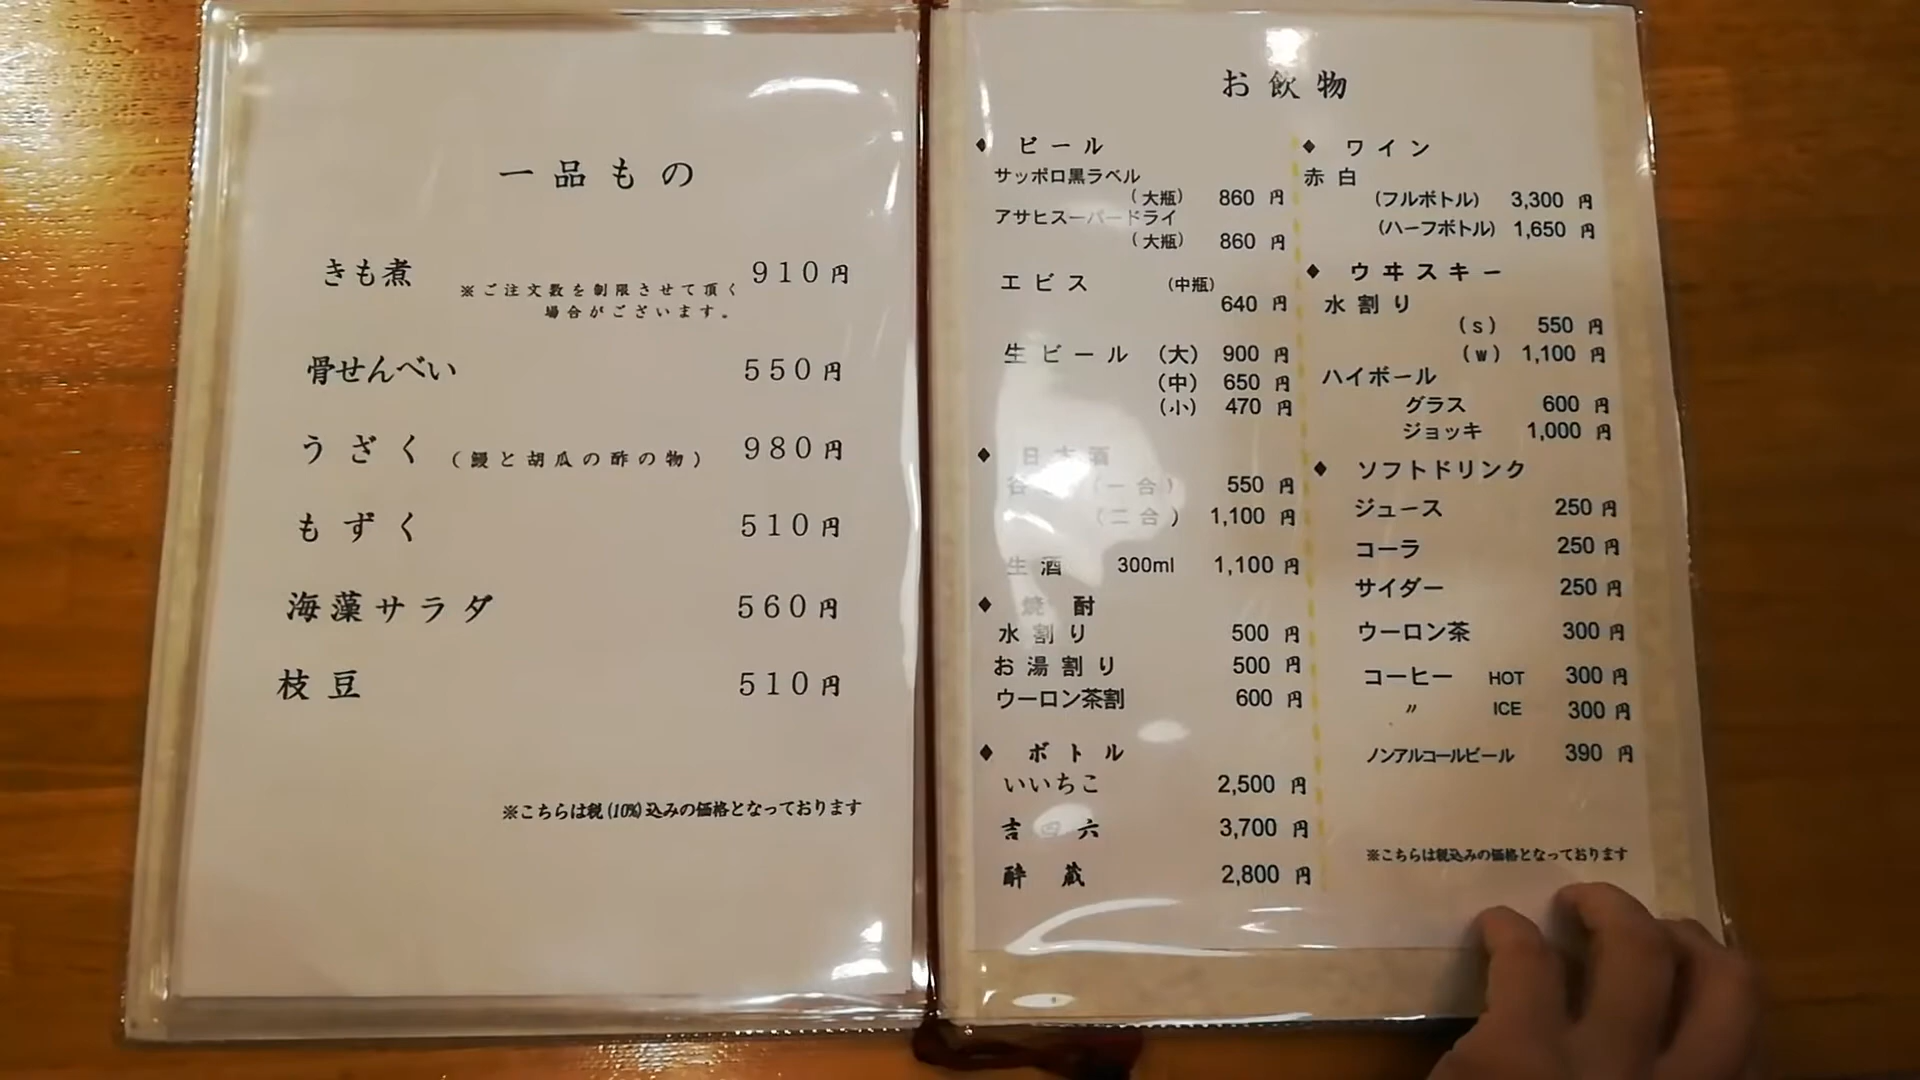 一品もの
きも煮 910円
※ご注文数を制限させて頂く
場合がございます。
骨せんべい 550円
うざく (鰻と胡瓜の酢の物) 980円
もずく 510円
海藻サラダ 560円
枝豆 510円
※こちらは税(10%)込みの価格となっております
お飲物
◆ ビール
サッポロ黒ラベル
(大瓶) 860円
アサヒスーパードライ
(大瓶) 860円
エビス (中瓶)
640円
生ビール (大) 900円
(中) 650円
(小) 470円
◆ 日本酒
(一合) 550円
(二合) 1,100円
生酒 300ml 1,100円
◆ 焼酎
水割り 500円
お湯割り 500円
ウーロン茶割 600円
◆ ボトル
いいちこ 2,500円
吉四六 3,700円
酔蔵 2,800円
◆ ワイン
赤白
(フルボトル) 3,300円
(ハーフボトル) 1,650円
◆ ウヰスキー
水割り
(s) 550円
(w) 1,100円
ハイボール
グラス 600円
ジョッキ 1,000円
◆ ソフトドリンク
ジュース 250円
コーラ 250円
サイダー 250円
ウーロン茶 300円
コーヒー HOT 300円
〃 ICE 300円
ノンアルコールビール 390円
※こちらは税込みの価格となっております